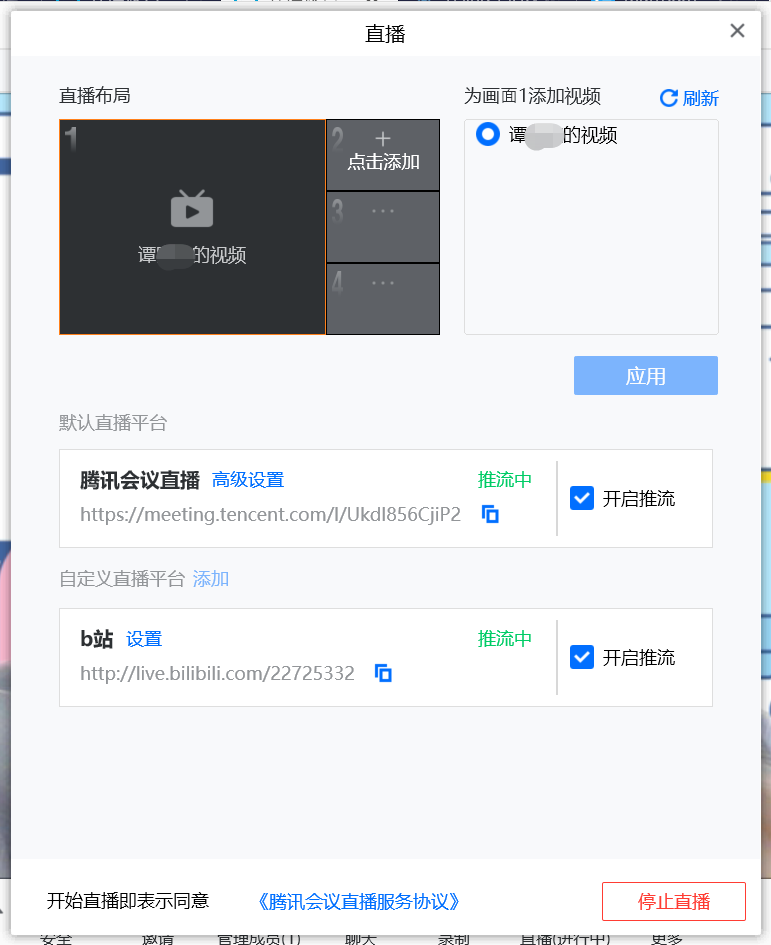 直播
直播布局
为画面1添加视频
刷新
1
谭 的视频
2
点击添加
3
4
谭 的视频
应用
默认直播平台
腾讯会议直播 高级设置
推流中
https://meeting.tencent.com/l/UkdI856CjiP2
开启推流
自定义直播平台 添加
b站 设置
推流中
http://live.bilibili.com/22725332
开启推流
开始直播即表示同意
《腾讯会议直播服务协议》
停止直播
安全 邀请 管理成员(1) 聊天 录制 直播(进行中) 更多